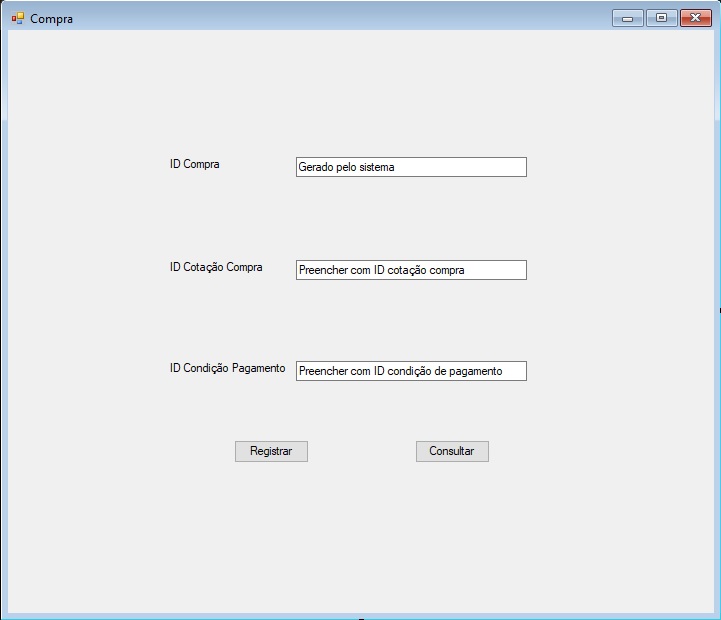 Compra
ID Compra
Gerado pelo sistema
ID Cotação Compra
Preencher com ID cotação compra
ID Condição Pagamento
Preencher com ID condição de pagamento
Registrar
Consultar